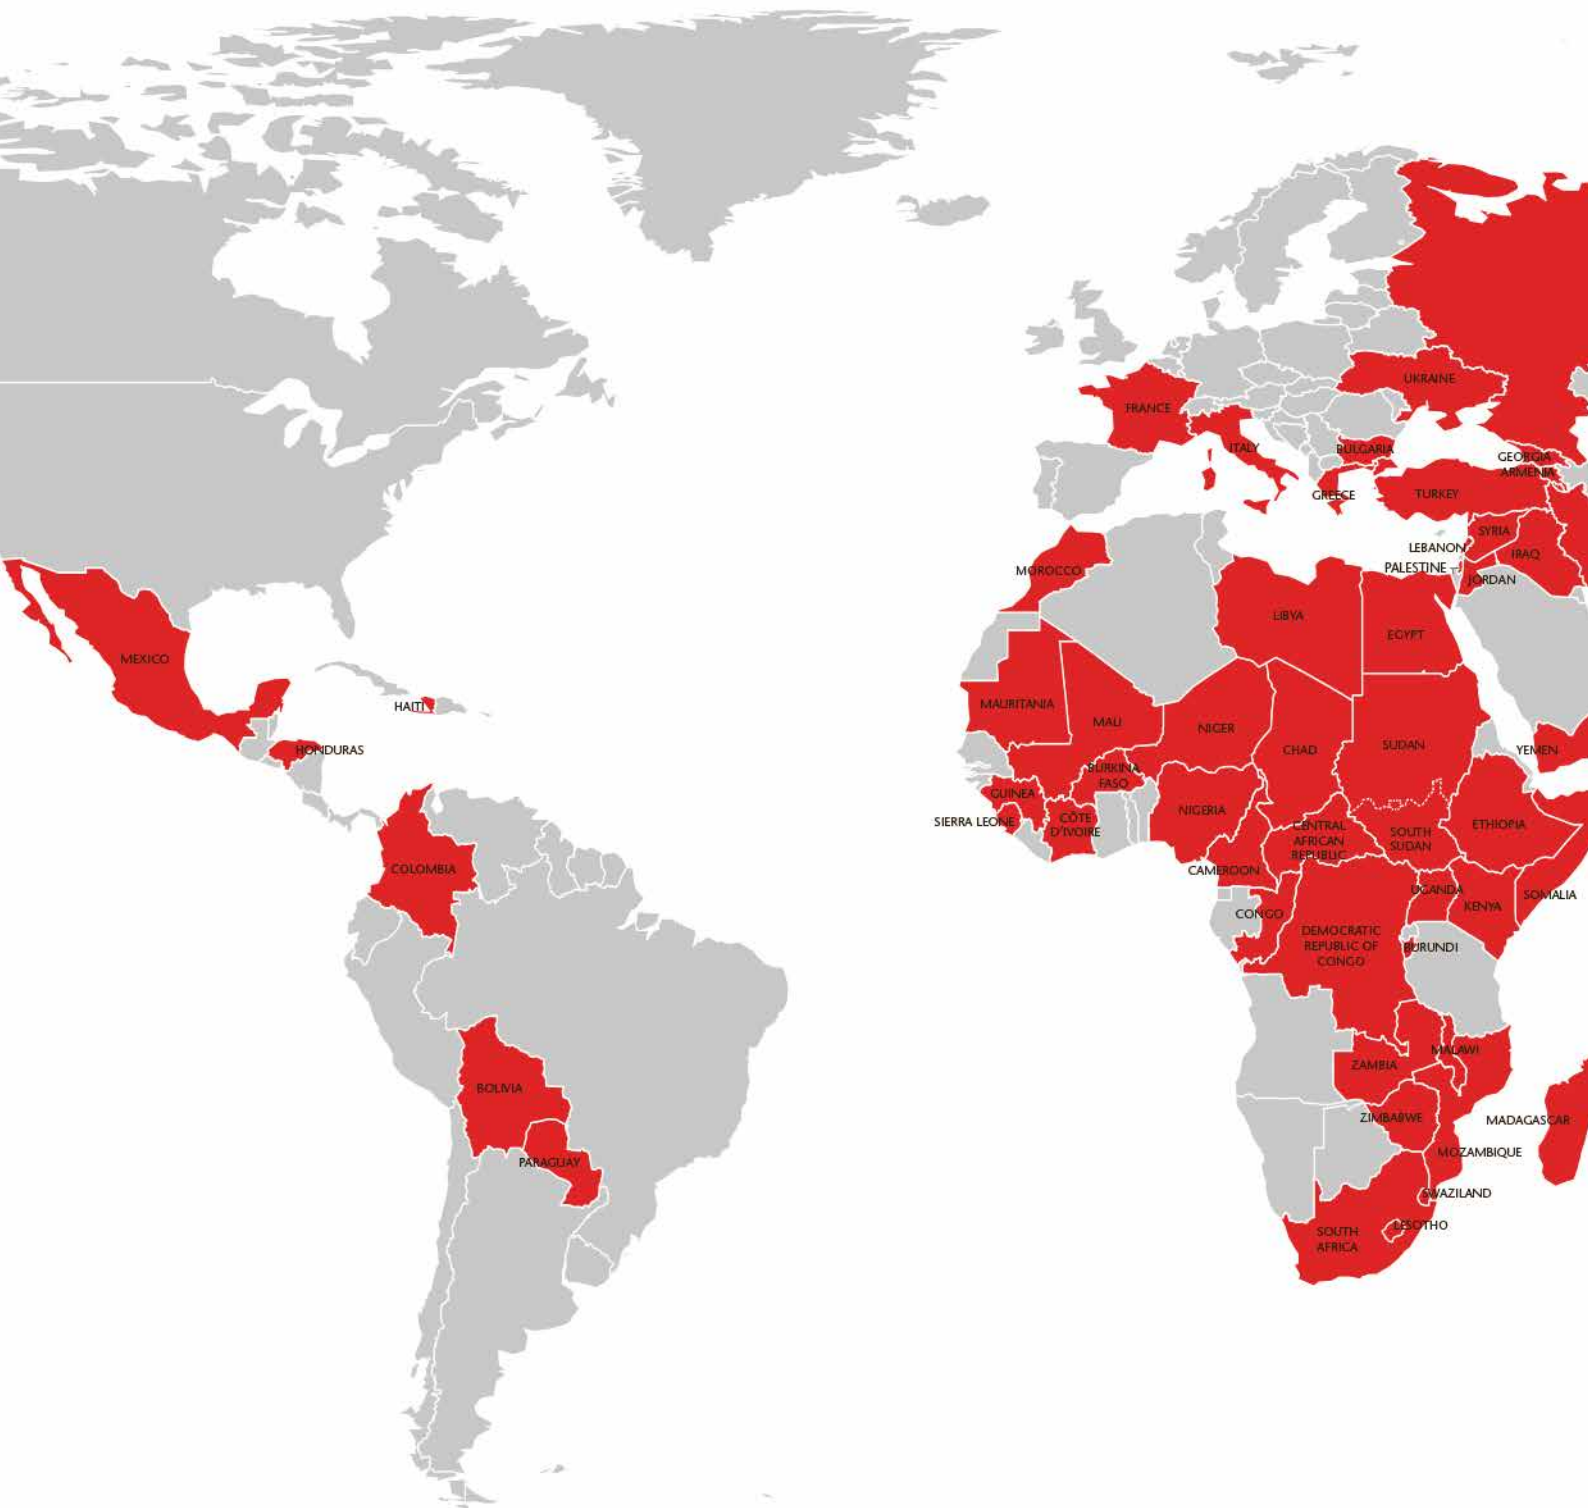 UKRAINE
FRANCE
ITALY
BULGARIA
GEORGIA
ARMENIA
GREECE
TURKEY
SYRIA
LEBANON
IRAQ
PALESTINE
JORDAN
MOROCCO
LIBYA
EGYPT
MEXICO
HAITI
HONDURAS
MAURITANIA
MALI
NIGER
CHAD
SUDAN
YEMEN
BURKINA
FASO
GUINEA
SIERRA LEONE
CÔTE
D'IVOIRE
NIGERIA
CENTRAL
AFRICAN
REPUBLIC
SOUTH
SUDAN
ETHIOPIA
COLOMBIA
CAMEROON
UGANDA
KENYA
SOMALIA
CONGO
DEMOCRATIC
REPUBLIC OF
CONGO
BURUNDI
MALAWI
ZAMBIA
BOLIVIA
ZIMBABWE
MADAGASCAR
MOZAMBIQUE
PARAGUAY
SWAZILAND
LESOTHO
SOUTH
AFRICA